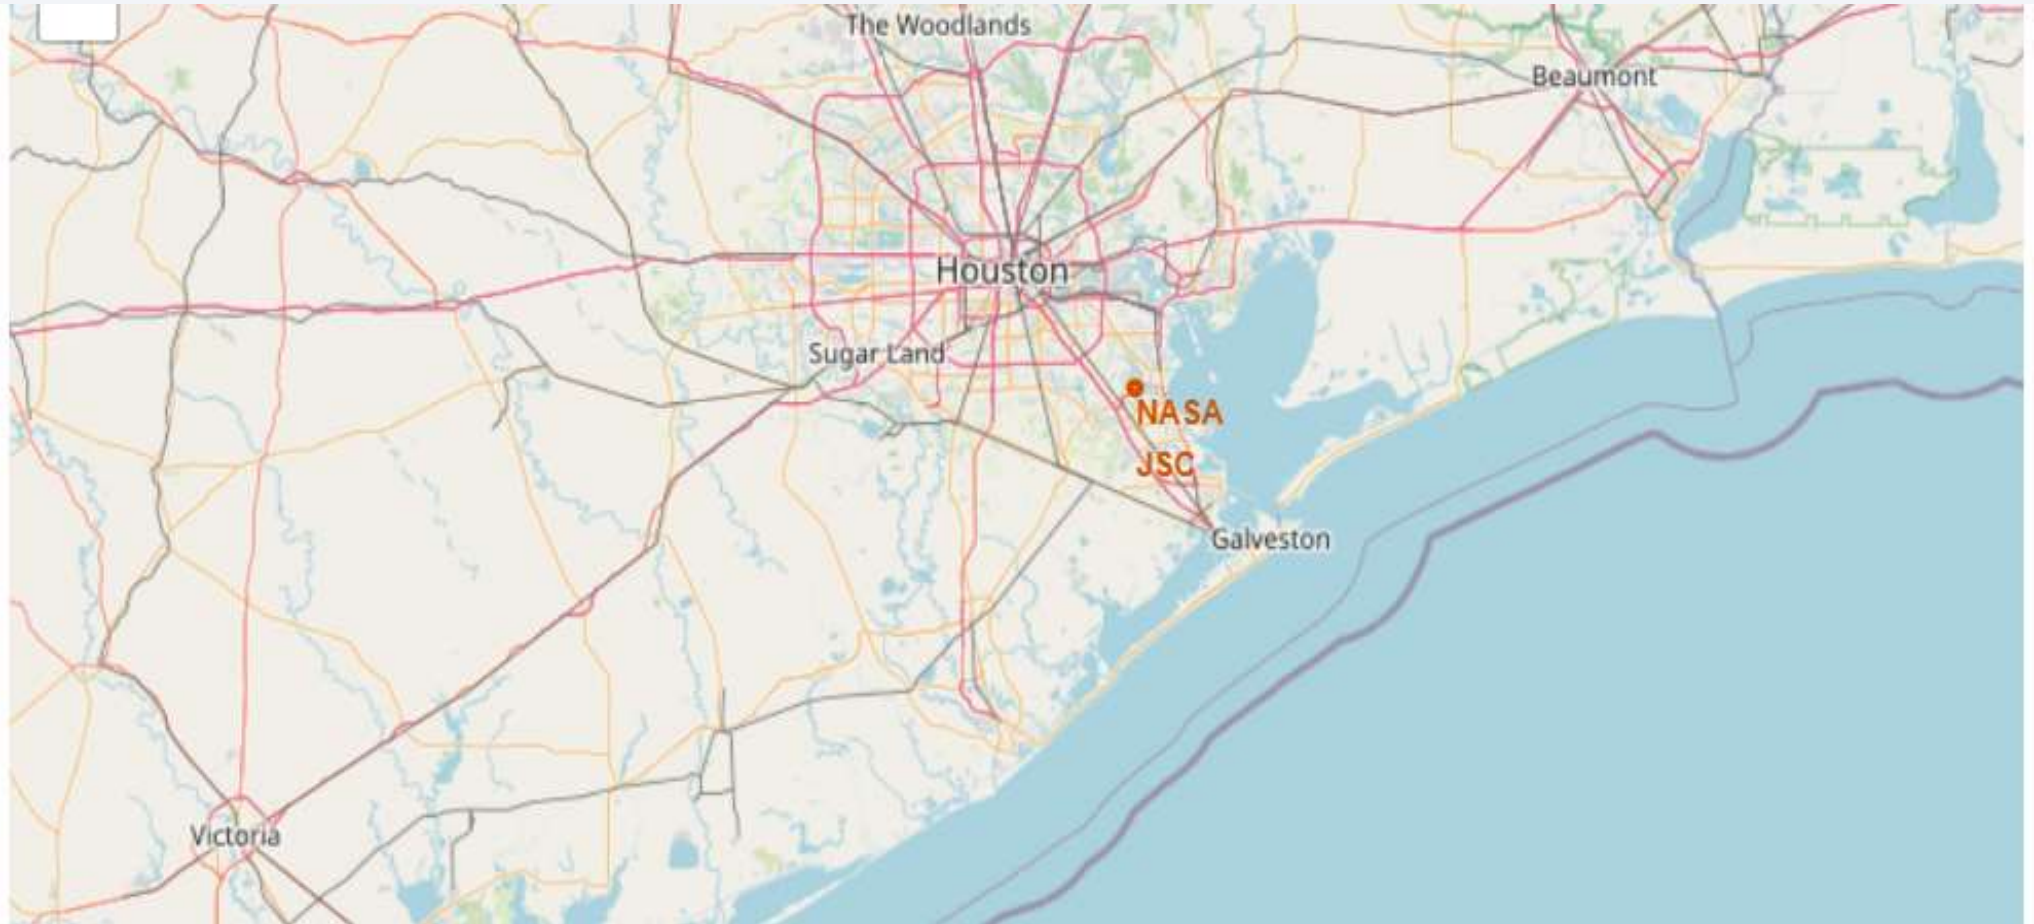 The Woodlands
Beaumont
Houston
Sugar Land
NASA
JSC
Galveston
Victoria